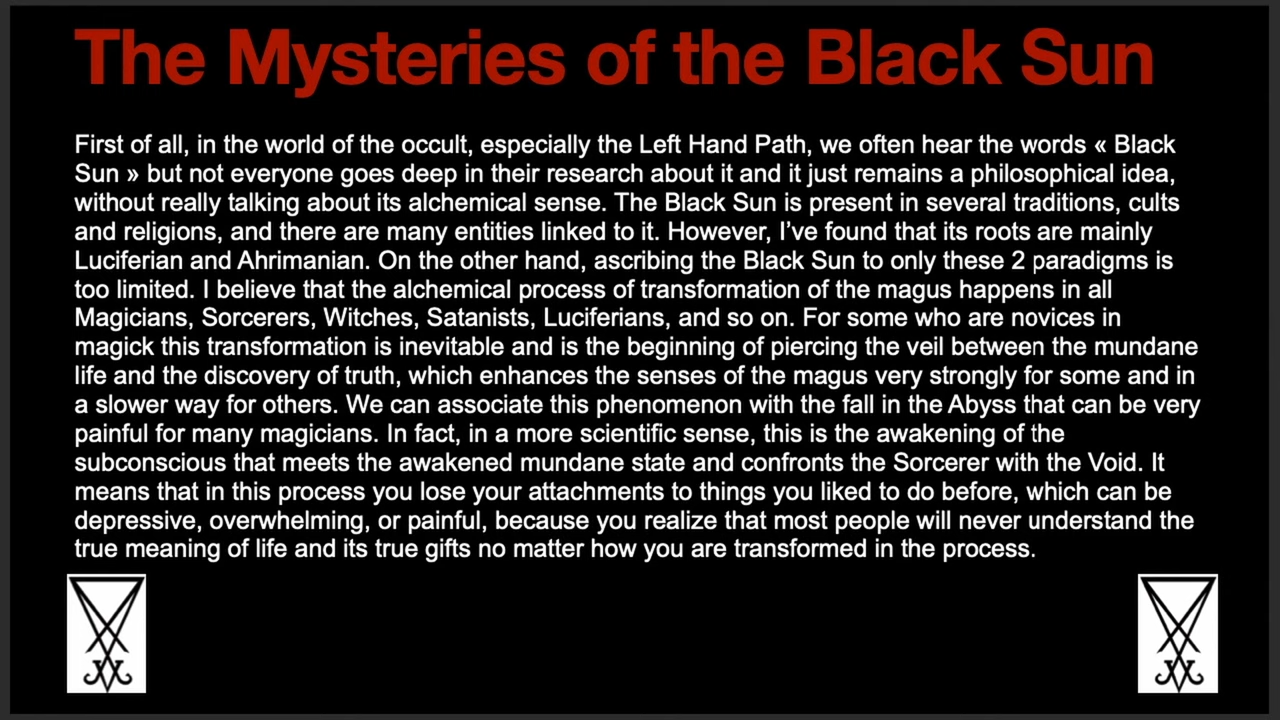 The Mysteries of the Black Sun
First of all, in the world of the occult, especially the Left Hand Path, we often hear the words « Black
Sun » but not everyone goes deep in their research about it and it just remains a philosophical idea,
without really talking about its alchemical sense. The Black Sun is present in several traditions, cults
and religions, and there are many entities linked to it. However, I’ve found that its roots are mainly
Luciferian and Ahrimanian. On the other hand, ascribing the Black Sun to only these 2 paradigms is
too limited. I believe that the alchemical process of transformation of the magus happens in all
Magicians, Sorcerers, Witches, Satanists, Luciferians, and so on. For some who are novices in
magick this transformation is inevitable and is the beginning of piercing the veil between the mundane
life and the discovery of truth, which enhances the senses of the magus very strongly for some and in
a slower way for others. We can associate this phenomenon with the fall in the Abyss that can be very
painful for many magicians. In fact, in a more scientific sense, this is the awakening of the
subconscious that meets the awakened mundane state and confronts the Sorcerer with the Void. It
means that in this process you lose your attachments to things you liked to do before, which can be
depressive, overwhelming, or painful, because you realize that most people will never understand the
true meaning of life and its true gifts no matter how you are transformed in the process.